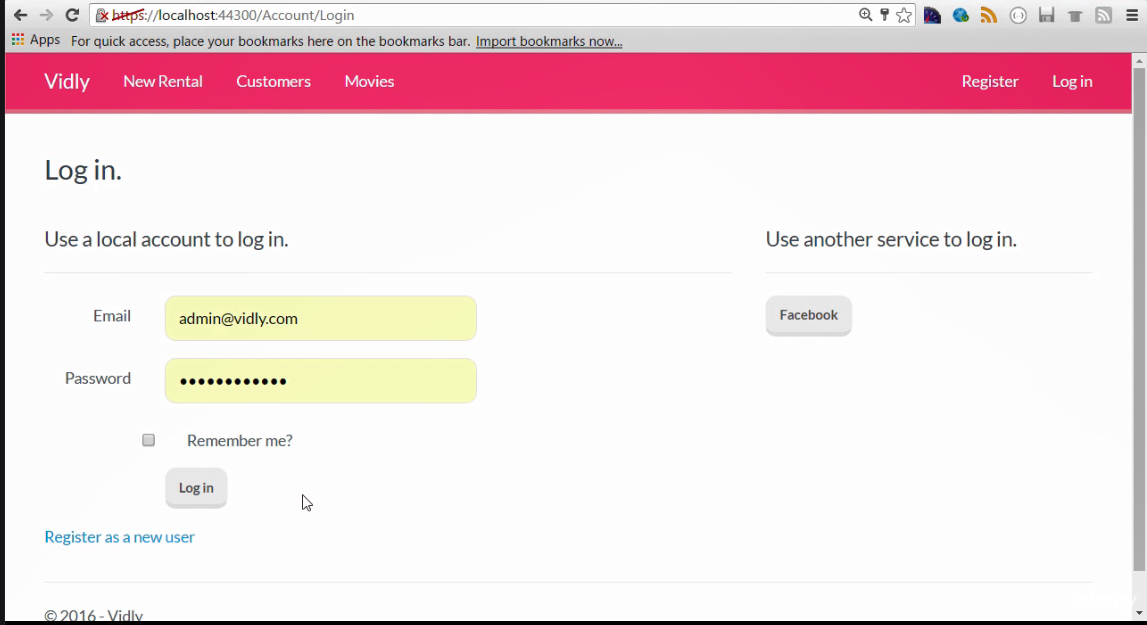 https://localhost:44300/Account/Login
Apps For quick access, place your bookmarks here on the bookmarks bar. Import bookmarks now...
Vidly New Rental Customers Movies Register Log in
Log in.
Use a local account to log in. Use another service to log in.
Email admin@vidly.com Facebook
Password ••••••••••••
Remember me?
Log in
Register as a new user
© 2016 - Vidly